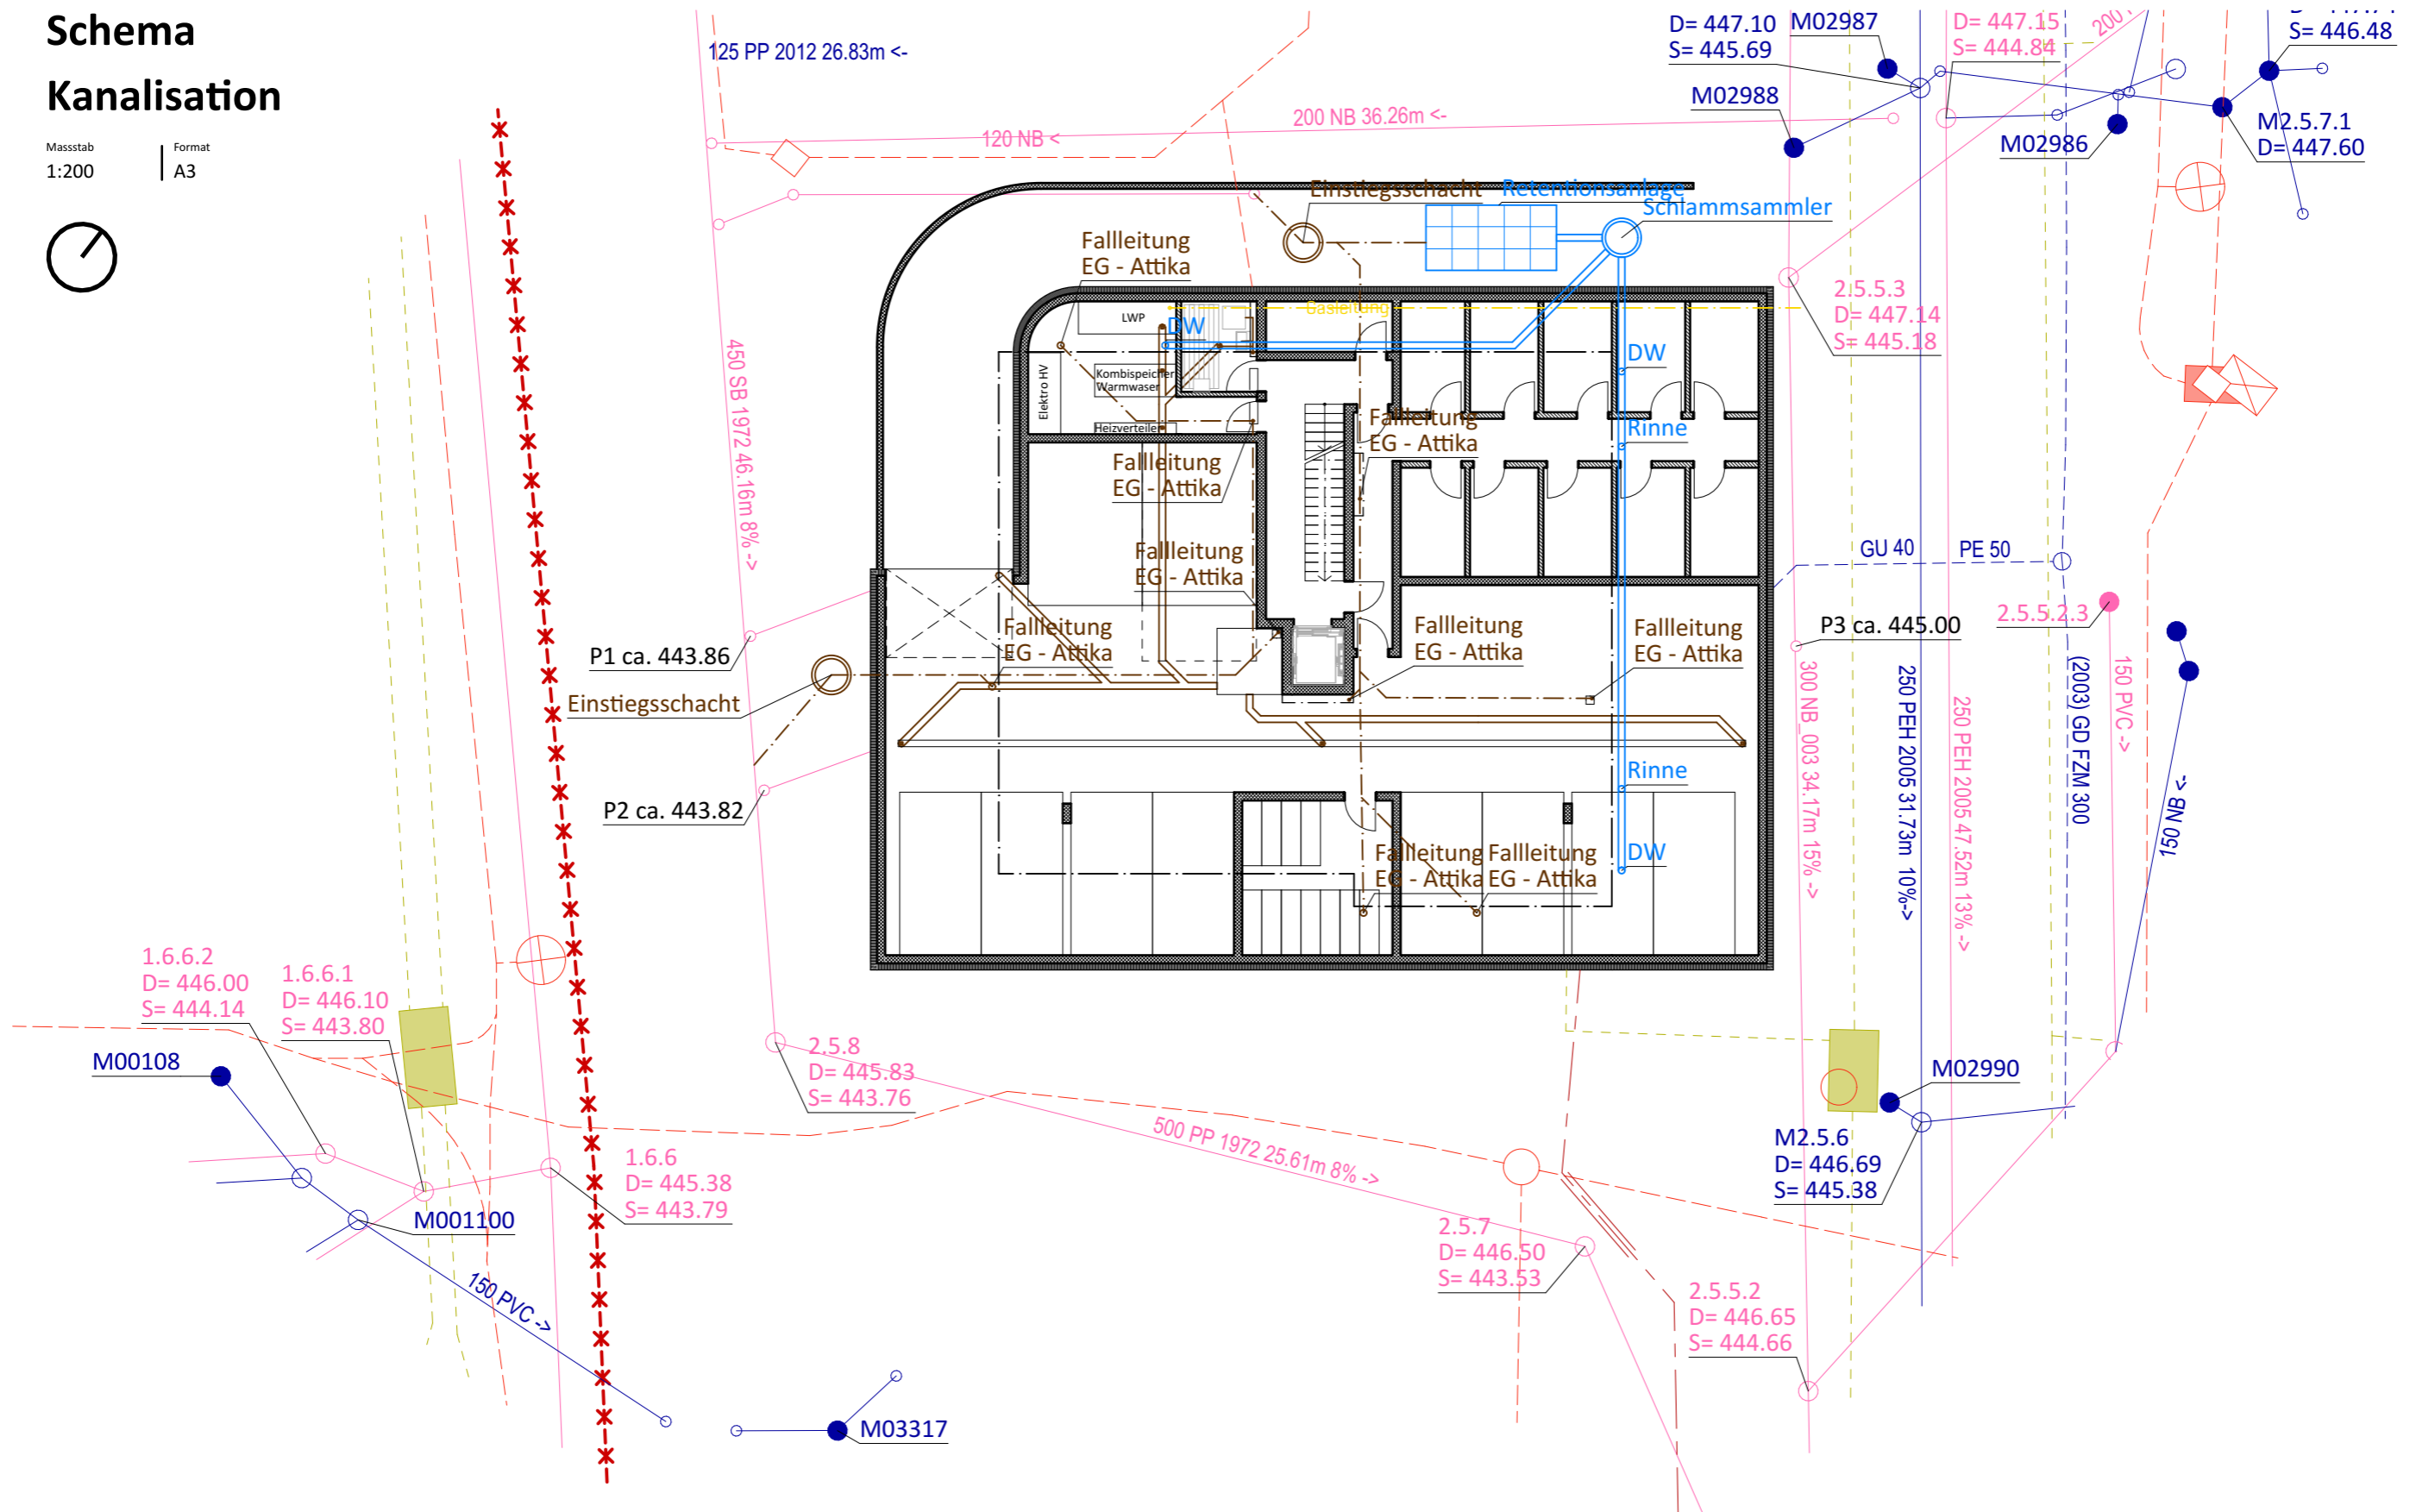 Schema
Kanalisation
Massstab
1:200
Format
A3
125 PP 2012 26.83m <-
120 NB <
200 NB 36.26m <-
D= 447.10
S= 445.69
M02987
M02988
D= 447.15
S= 444.84
M02986
S= 446.48
M2.5.7.1
D= 447.60
Einstiegsschacht
Retentionsanlage
Schlammsammler
Fallleitung
EG - Attika
LWP
DW
Gasleitung
Elektro HV
Kombispeicher
Warmwaser
Heizverteiler
DW
2.5.5.3
D= 447.14
S= 445.18
450 SB 1972 46.16m 8% ->
Fallleitung
EG - Attika
Rinne
Fallleitung
EG - Attika
Fallleitung
EG - Attika
GU 40
PE 50
2.5.5.2.3
P3 ca. 445.00
Fallleitung
EG - Attika
Fallleitung
EG - Attika
Fallleitung
EG - Attika
P1 ca. 443.86
Einstiegsschacht
P2 ca. 443.82
Rinne
DW
300 NB_003 34.17m 15% ->
250 PEH 2005 31.73m 10%->
250 PEH 2005 47.52m 13% ->
(2003) GD FZM 300
150 PVC ->
150 NB <-
Fallleitung
EG - Attika
Fallleitung
EG - Attika
1.6.6.2
D= 446.00
S= 444.14
1.6.6.1
D= 446.10
S= 443.80
M00108
2.5.8
D= 445.83
S= 443.76
500 PP 1972 25.61m 8% ->
M02990
M2.5.6
D= 446.69
S= 445.38
1.6.6
D= 445.38
S= 443.79
M001100
150 PVC ->
2.5.7
D= 446.50
S= 443.53
2.5.5.2
D= 446.65
S= 444.66
M03317